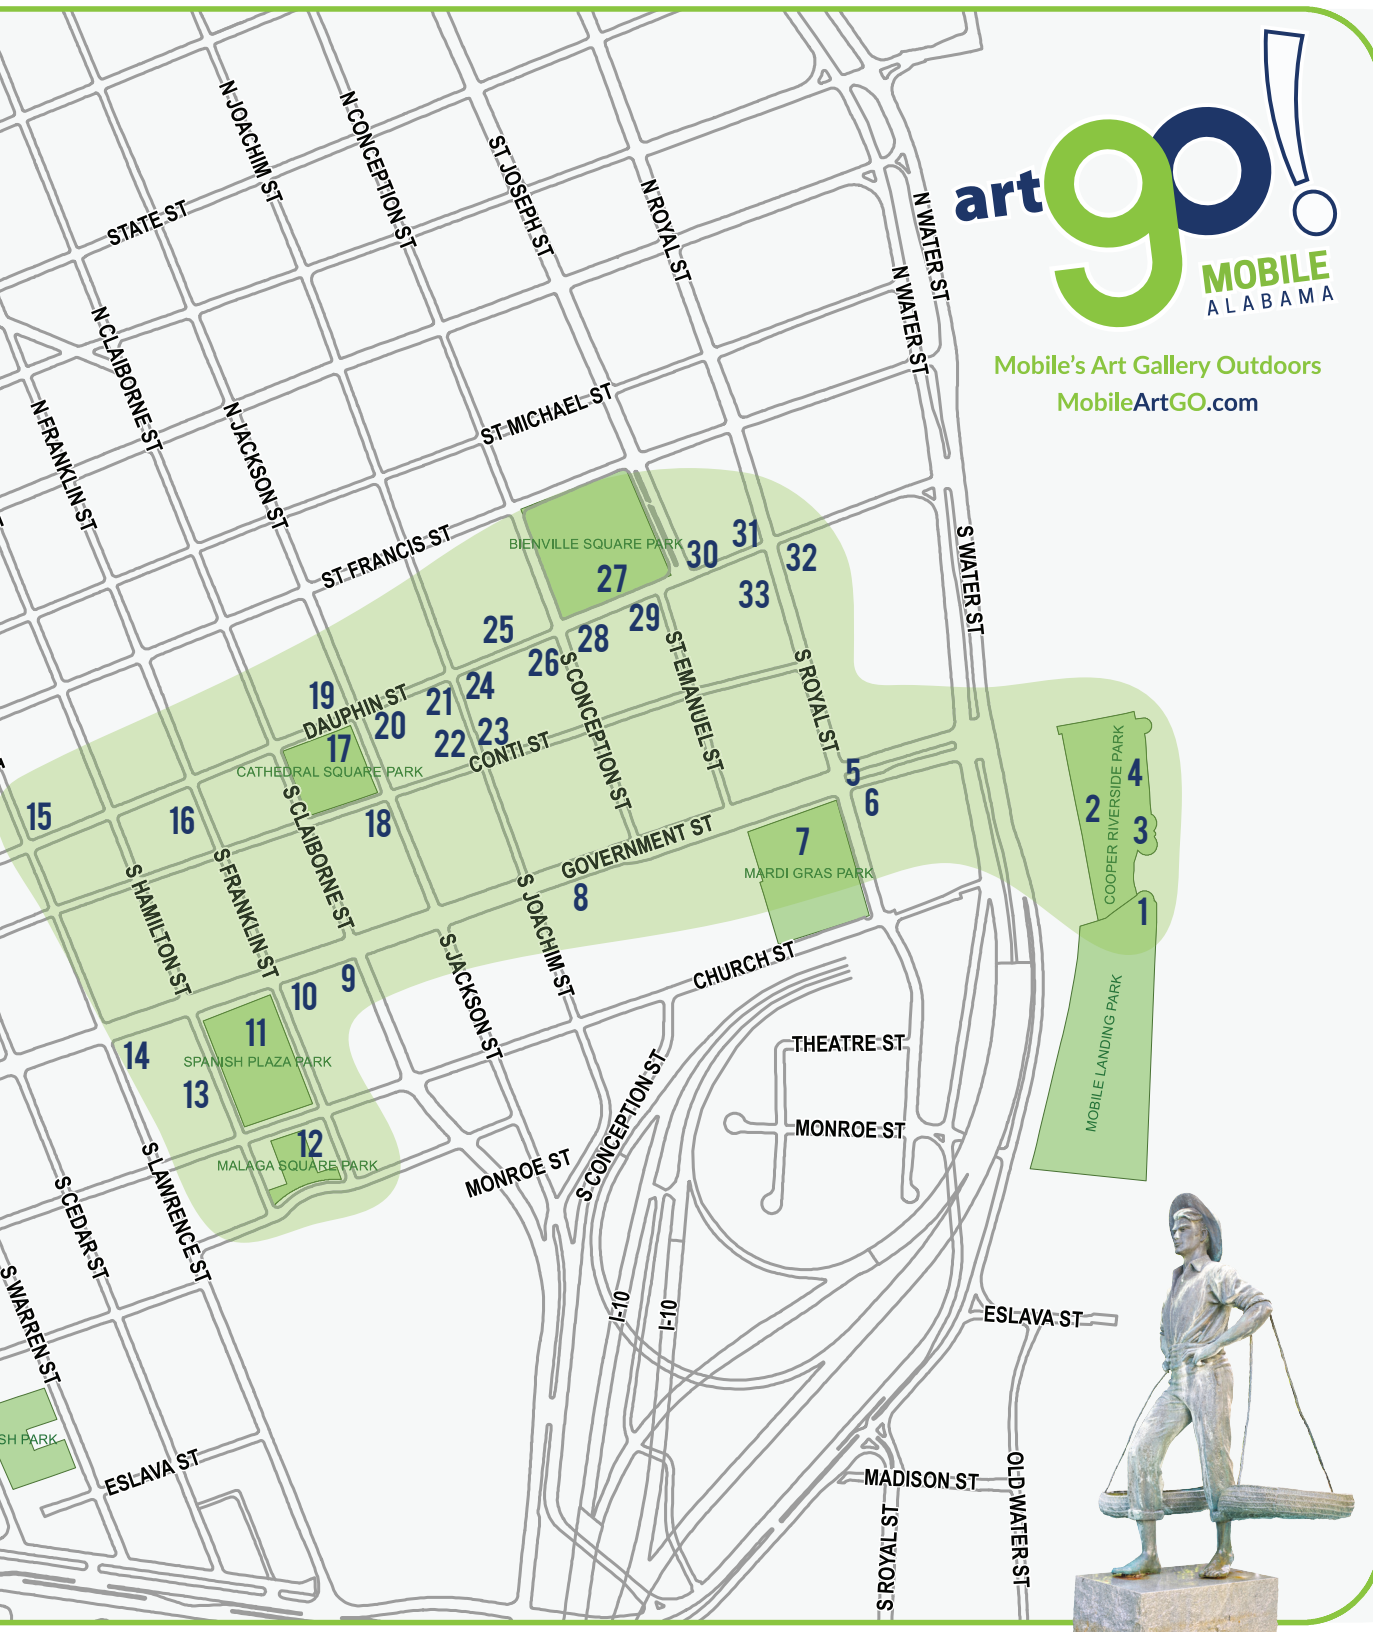 art go!
MOBILE
ALABAMA
Mobile's Art Gallery Outdoors
MobileArtGO.com
N JOACHIM ST
N CONCEPTION ST
ST JOSEPH ST
N ROYAL ST
N WATER ST
N WATER ST
STATE ST
N CLAIBORNE ST
N FRANKLIN ST
N JACKSON ST
ST MICHAEL ST
ST FRANCIS ST
S WATER ST
BIENVILLE SQUARE PARK
27
30
31
32
33
25
26
28
29
S CONCEPTION ST
ST EMANUEL ST
S ROYAL ST
19
DAUPHIN ST
20
21
24
22
23
CONTI ST
17
CATHEDRAL SQUARE PARK
18
15
16
S CLAIBORNE ST
S HAMILTON ST
S FRANKLIN ST
GOVERNMENT ST
8
5
6
7
MARDI GRAS PARK
2
4
3
COOPER RIVERSIDE PARK
1
MOBILE LANDING PARK
S JOACHIM ST
S JACKSON ST
CHURCH ST
9
10
11
SPANISH PLAZA PARK
14
13
12
MALAGA SQUARE PARK
THEATRE ST
MONROE ST
MONROE ST
S CONCEPTION ST
S LAWRENCE ST
S CEDAR ST
S WARREN ST
I-10
I-10
ESLAVA ST
SH PARK
ESLAVA ST
MADISON ST
OLD WATER ST
S ROYAL ST